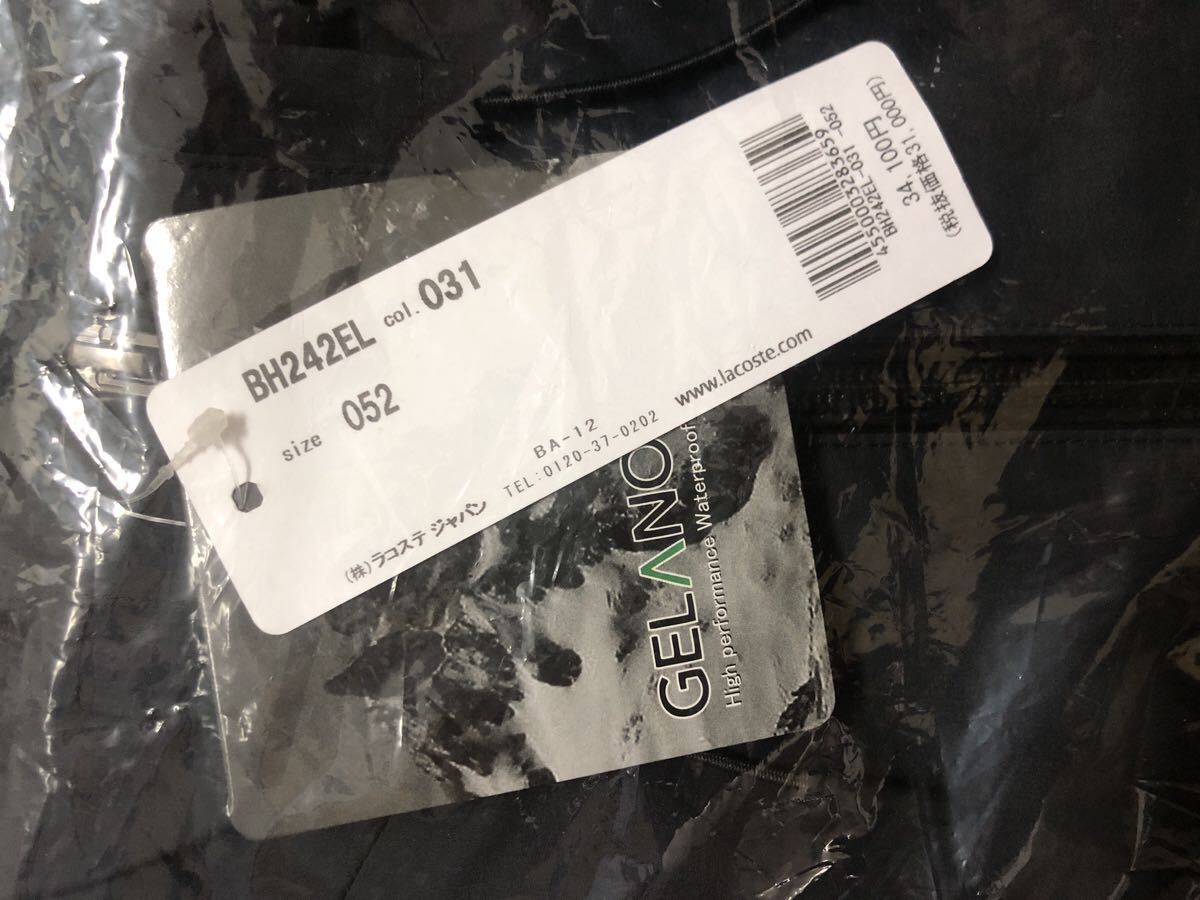 BH242EL col. 031
size 052
BA-12
(株)ラコステ ジャパン TEL:0120-37-0202
www.lacoste.com
4550003283659
BH242EL-031 -052
34,100円
(税抜価格31,000円)
GELANO
High performance Waterproof